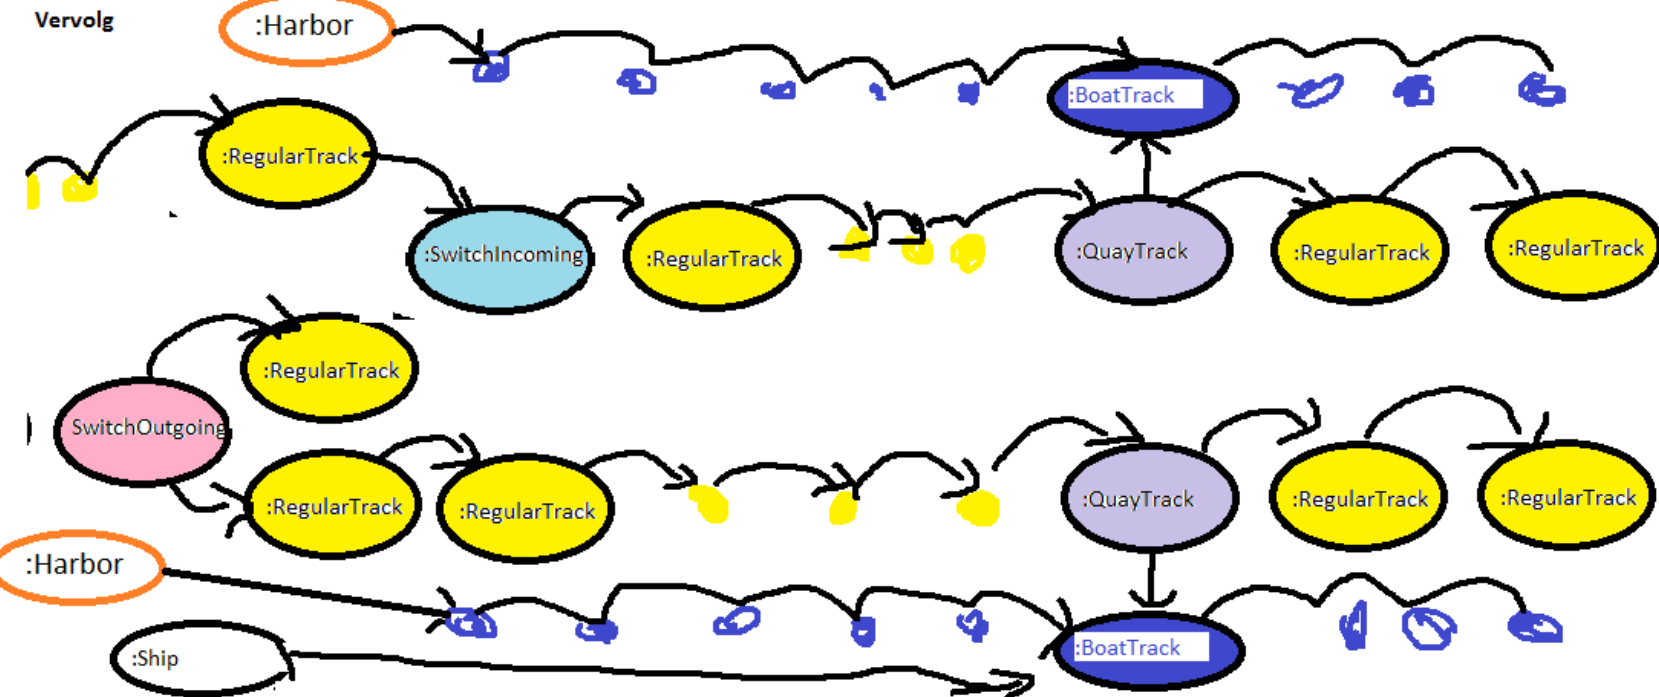 Vervolg
:Harbor
:BoatTrack
:RegularTrack
:SwitchIncoming
:RegularTrack
:QuayTrack
:RegularTrack
:RegularTrack
:RegularTrack
SwitchOutgoing
:RegularTrack
:RegularTrack
:QuayTrack
:RegularTrack
:RegularTrack
:Harbor
:Ship
:BoatTrack